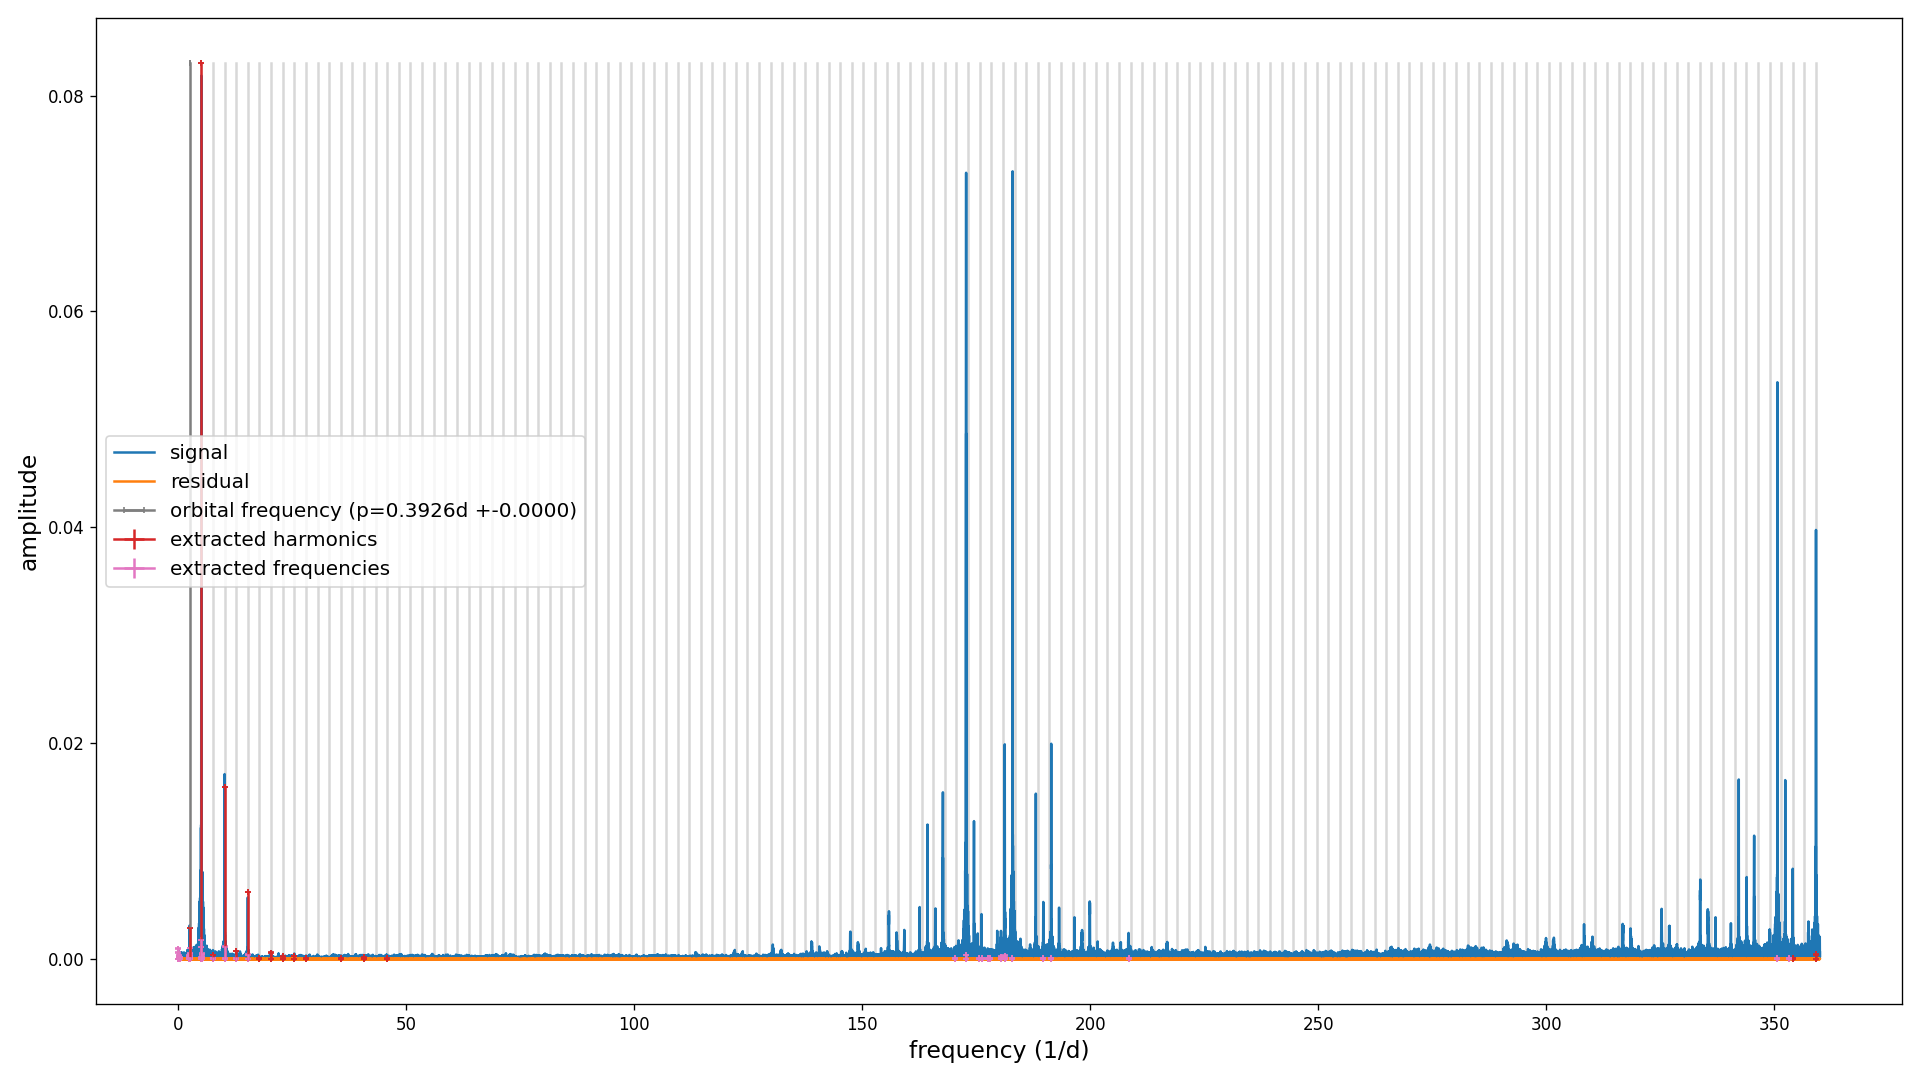 0.08
0.06
0.04
0.02
0.00
amplitude
signal
residual
orbital frequency (p=0.3926d +-0.0000)
extracted harmonics
extracted frequencies
0 50 100 150 200 250 300 350
frequency (1/d)